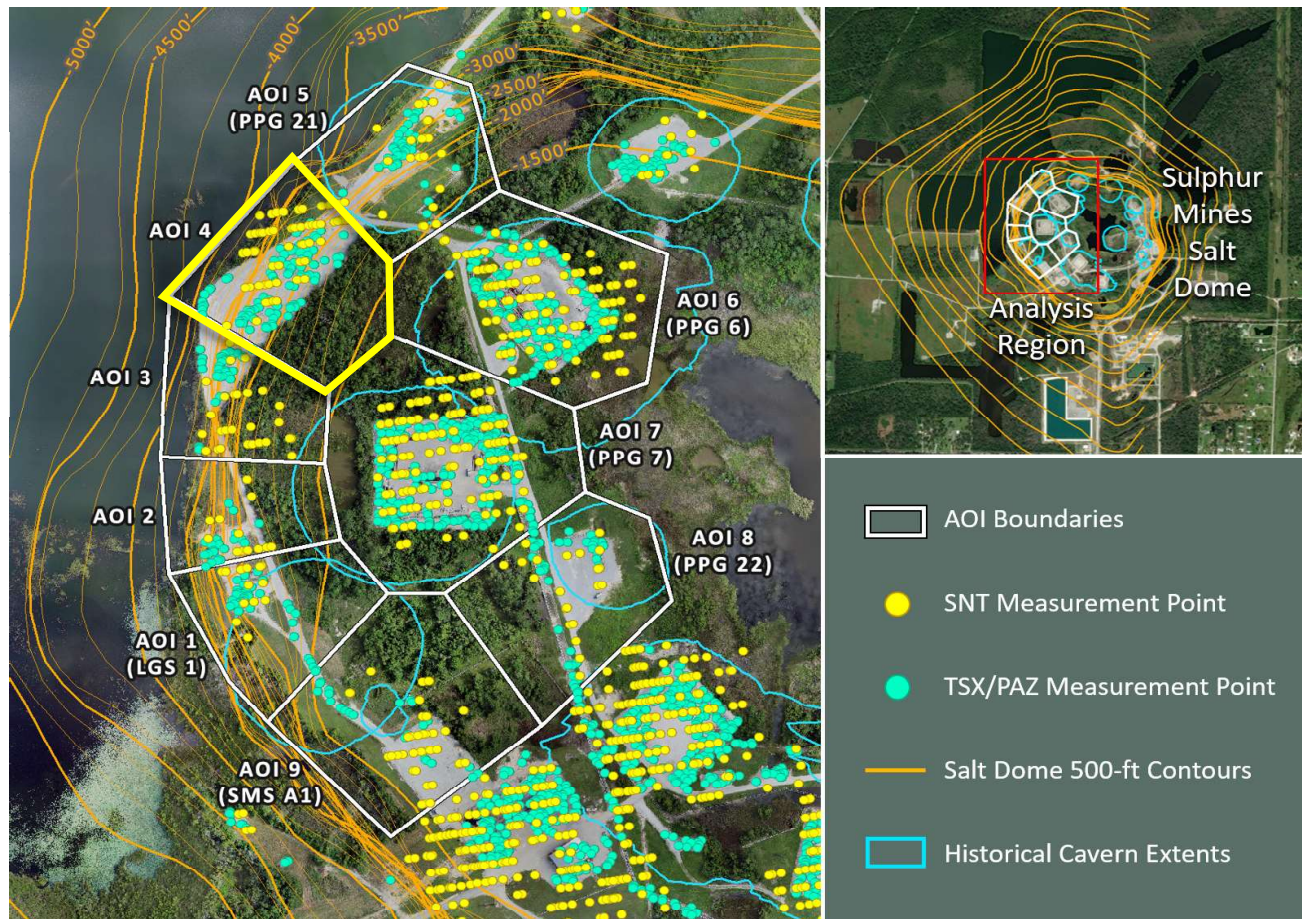 -5000'
-4500'
-4000'
-3500'
-3000'
-2500'
-2000'
-1500'
AOI 5
(PPG 21)
AOI 4
AOI 6
(PPG 6)
AOI 3
AOI 7
(PPG 7)
AOI 2
AOI 8
(PPG 22)
AOI 1
(LGS 1)
AOI 9
(SMS A1)
Sulphur
Mines
Salt
Dome
Analysis
Region
AOI Boundaries
SNT Measurement Point
TSX/PAZ Measurement Point
Salt Dome 500-ft Contours
Historical Cavern Extents